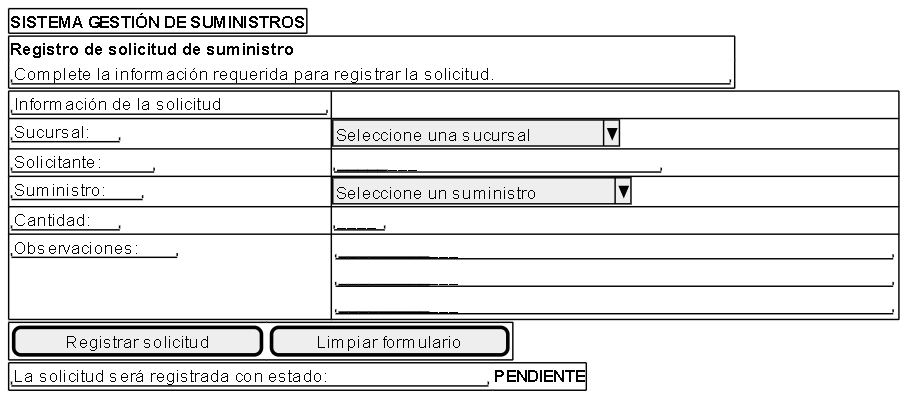 SISTEMA GESTIÓN DE SUMINISTROS
Registro de solicitud de suministro
Complete la información requerida para registrar la solicitud.
Información de la solicitud
Sucursal: Seleccione una sucursal
Solicitante:
Suministro: Seleccione un suministro
Cantidad:
Observaciones:
Registrar solicitud Limpiar formulario
La solicitud será registrada con estado: PENDIENTE